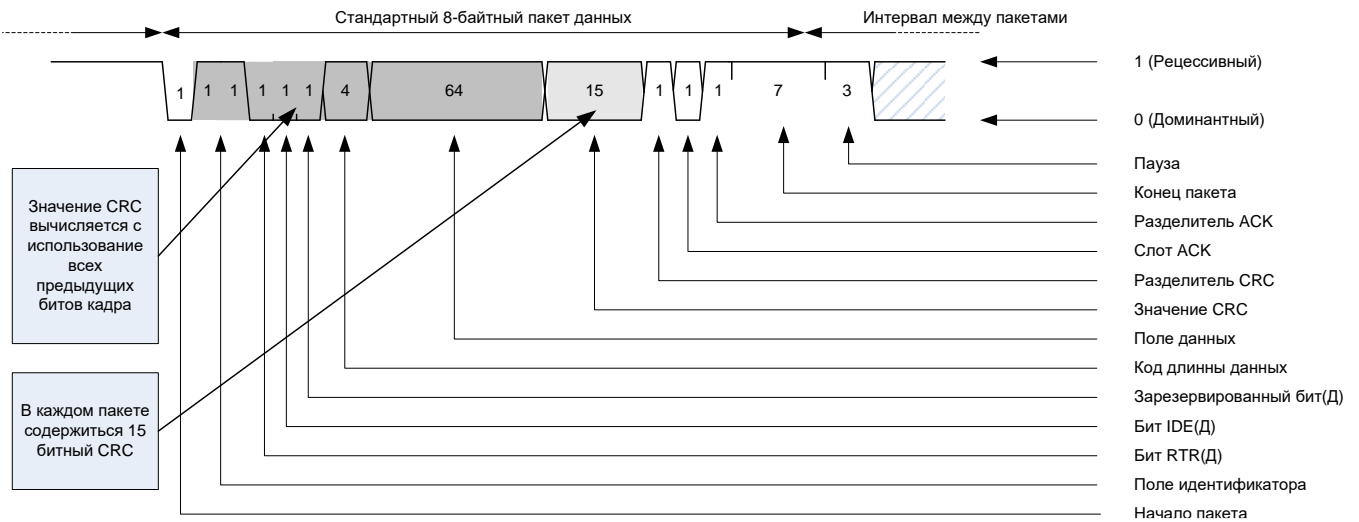 Стандартный 8-байтный пакет данных
Интервал между пакетами
1 1 1 1 1 1 4 64 15 1 1 1 7 3
1 (Рецессивный)
0 (Доминантный)
Пауза
Конец пакета
Разделитель ACK
Слот ACK
Разделитель CRC
Значение CRC
Поле данных
Код длинны данных
Зарезервированный бит(Д)
Бит IDE(Д)
Бит RTR(Д)
Поле идентификатора
Начало пакета
Значение CRC
вычисляется с
использование
всех
предыдущих
битов кадра
В каждом пакете
содержиться 15
битный CRC